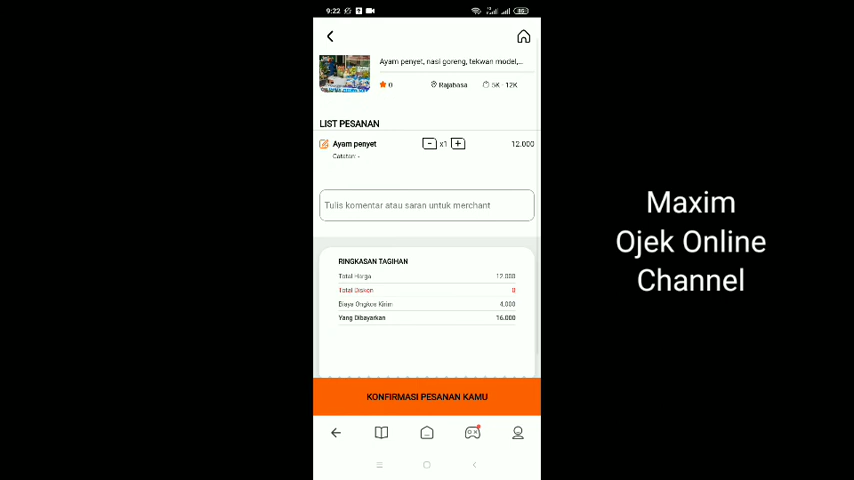 9:22
Ayam penyet, nasi goreng, tekwan model,...
0 Rajabasa 5K - 12K
LIST PESANAN
Ayam penyet - x1 + 12.000
Catatan: -
Tulis komentar atau saran untuk merchant
RINGKASAN TAGIHAN
Total Harga 12.000
Total Diskon 0
Biaya Ongkos Kirim 4.000
Yang Dibayarkan 16.000
KONFIRMASI PESANAN KAMU
Maxim
Ojek Online
Channel